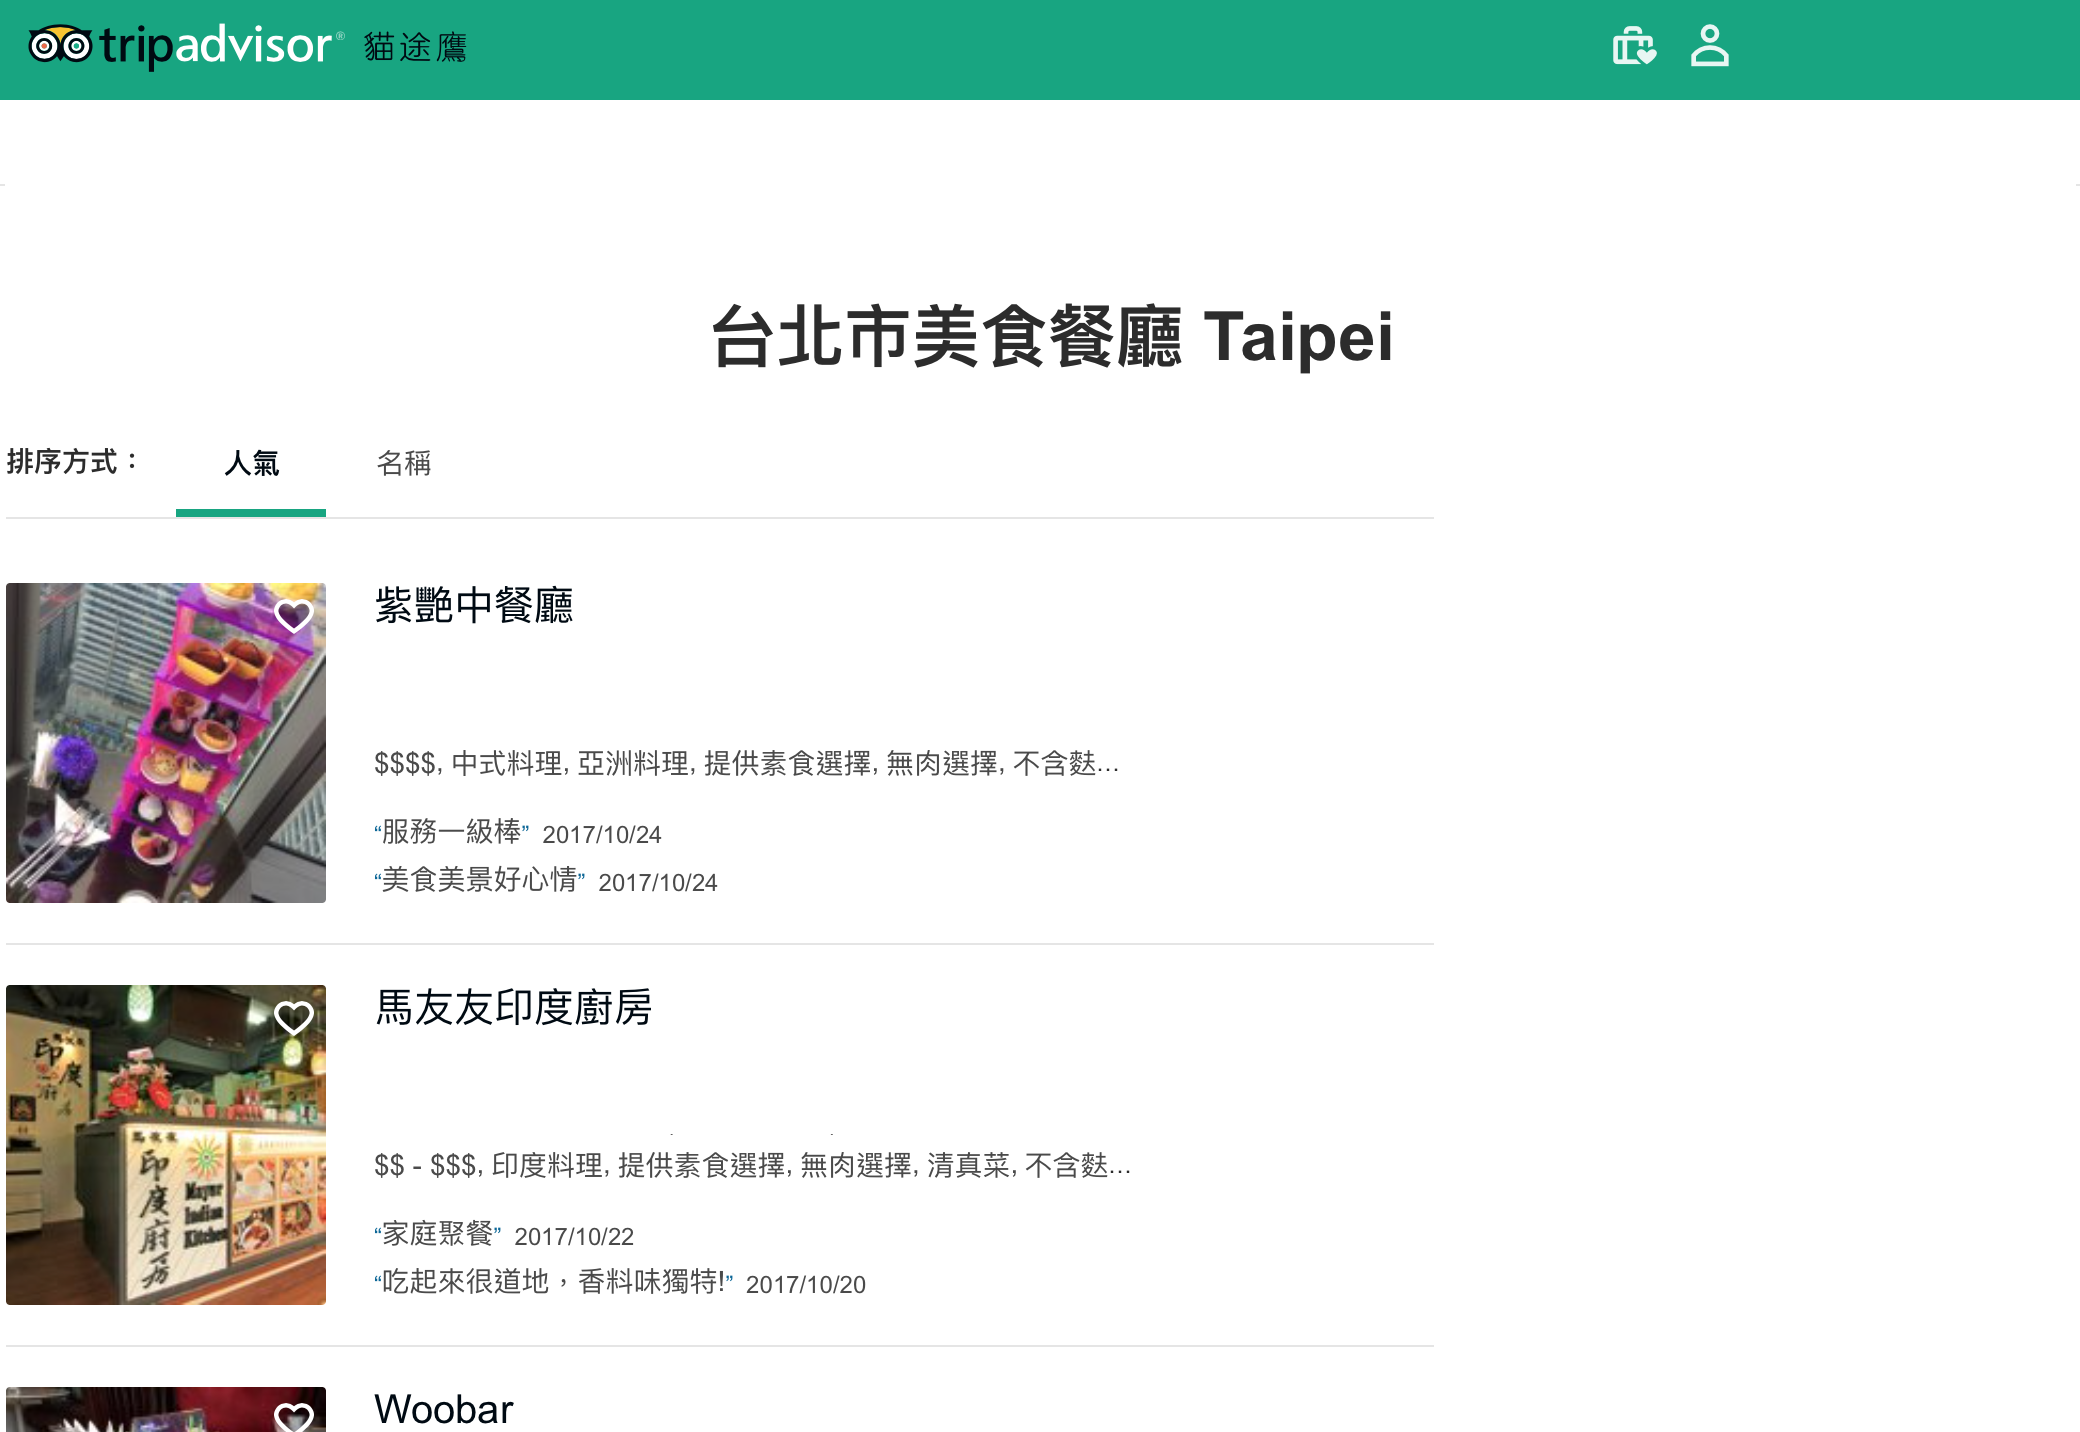 tripadvisor® 貓途鷹
台北市美食餐廳 Taipei
排序方式：
人氣
名稱
紫艷中餐廳
$$$$, 中式料理, 亞洲料理, 提供素食選擇, 無肉選擇, 不含麩...
“服務一級棒” 2017/10/24
“美食美景好心情” 2017/10/24
馬友友印度廚房
$$ - $$$, 印度料理, 提供素食選擇, 無肉選擇, 清真菜, 不含麩...
“家庭聚餐” 2017/10/22
“吃起來很道地，香料味獨特!” 2017/10/20
印度廚房
Mayur
Indian
Kitchen
Woobar